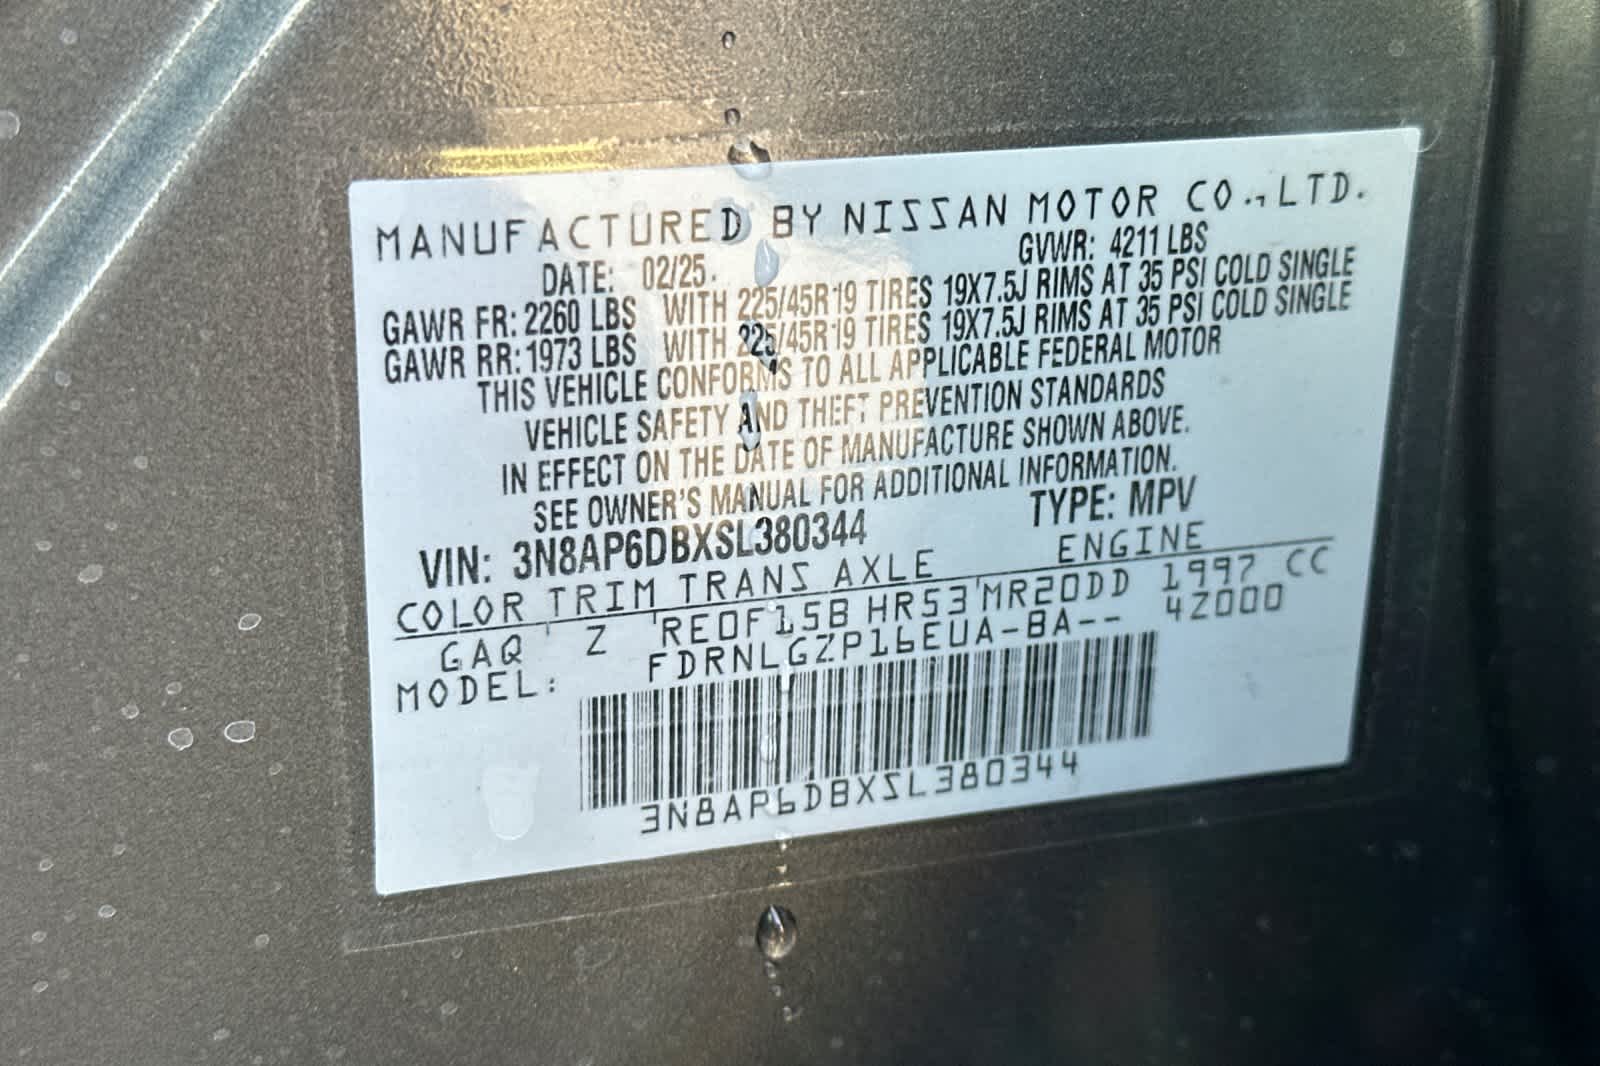 MANUFACTURED BY NISSAN MOTOR CO., LTD.
DATE: 02/25. GVWR: 4211 LBS
GAWR FR: 2260 LBS WITH 225/45R19 TIRES 19X7.5J RIMS AT 35 PSI COLD SINGLE
GAWR RR: 1973 LBS WITH 225/45R19 TIRES 19X7.5J RIMS AT 35 PSI COLD SINGLE
THIS VEHICLE CONFORMS TO ALL APPLICABLE FEDERAL MOTOR
VEHICLE SAFETY AND THEFT PREVENTION STANDARDS
IN EFFECT ON THE DATE OF MANUFACTURE SHOWN ABOVE.
SEE OWNER'S MANUAL FOR ADDITIONAL INFORMATION.
VIN: 3N8AP6DBXSL380344 TYPE: MPV
COLOR TRIM TRANS AXLE ENGINE
GAQ Z RE0F15B HR53 MR20DD 1997 CC
MODEL: FDRNLGZP16EUA-BA-- 4Z000
3N8AP6DBXSL380344